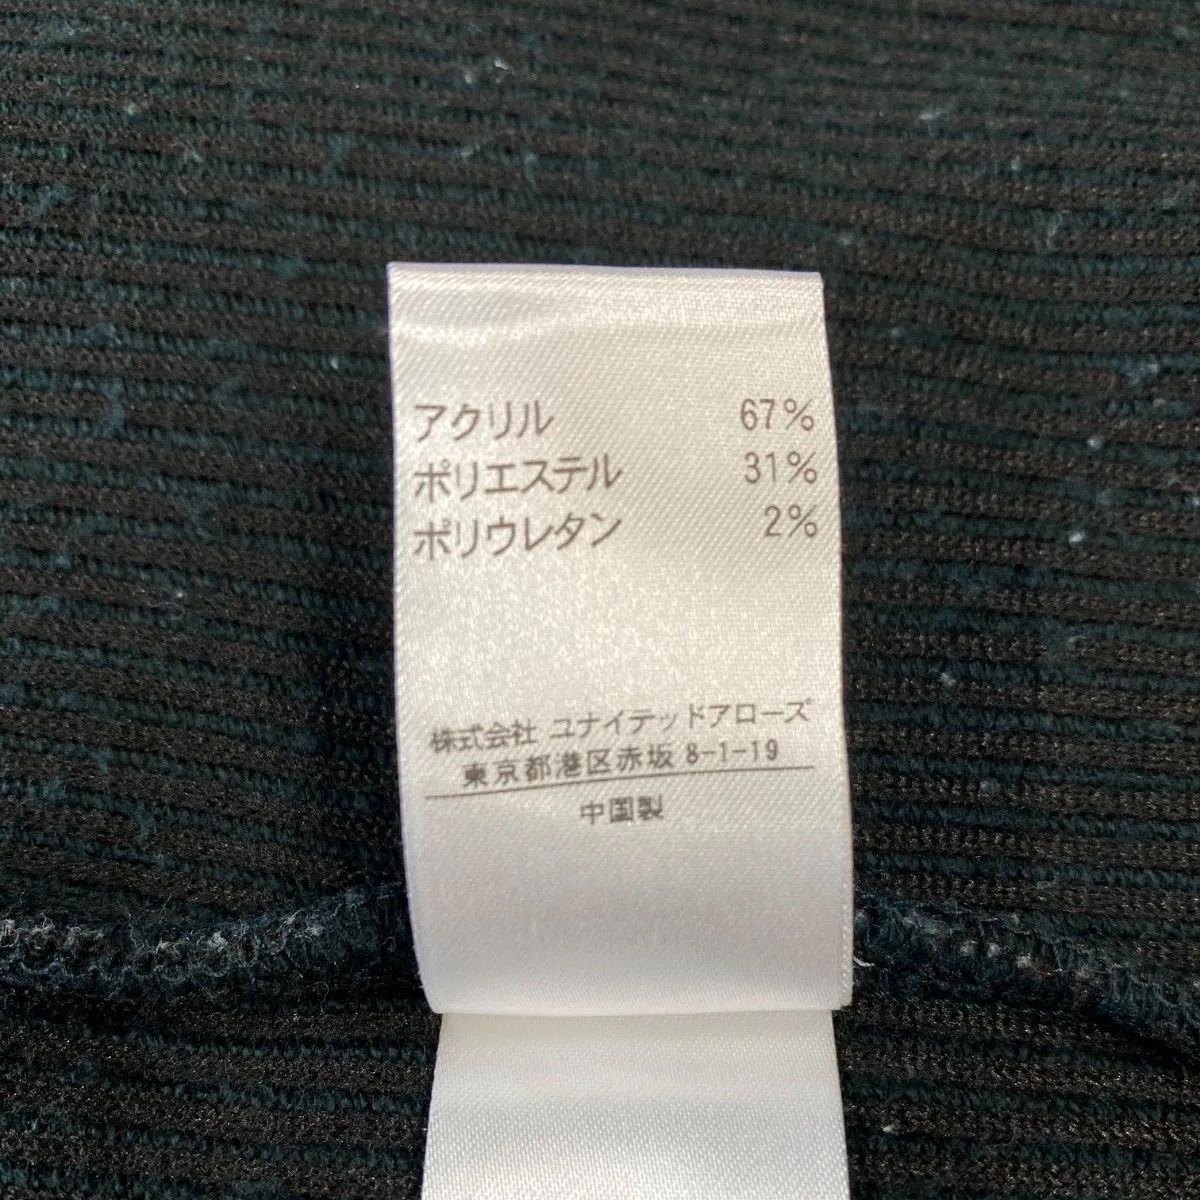 アクリル 67%
ポリエステル 31%
ポリウレタン 2%
株式会社 ユナイテッドアローズ
東京都港区赤坂 8-1-19
中国製